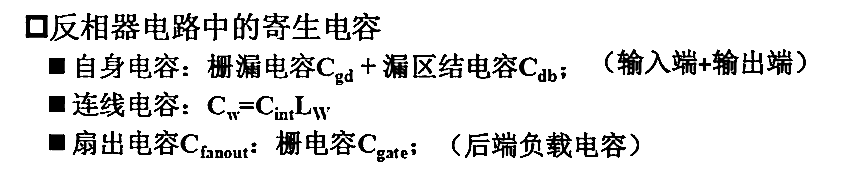 □反相器电路中的寄生电容
■ 自身电容：栅漏电容Cgd + 漏区结电容Cdb； （输入端+输出端）
■ 连线电容：Cw=CintLW
■ 扇出电容Cfanout：栅电容Cgate； （后端负载电容）